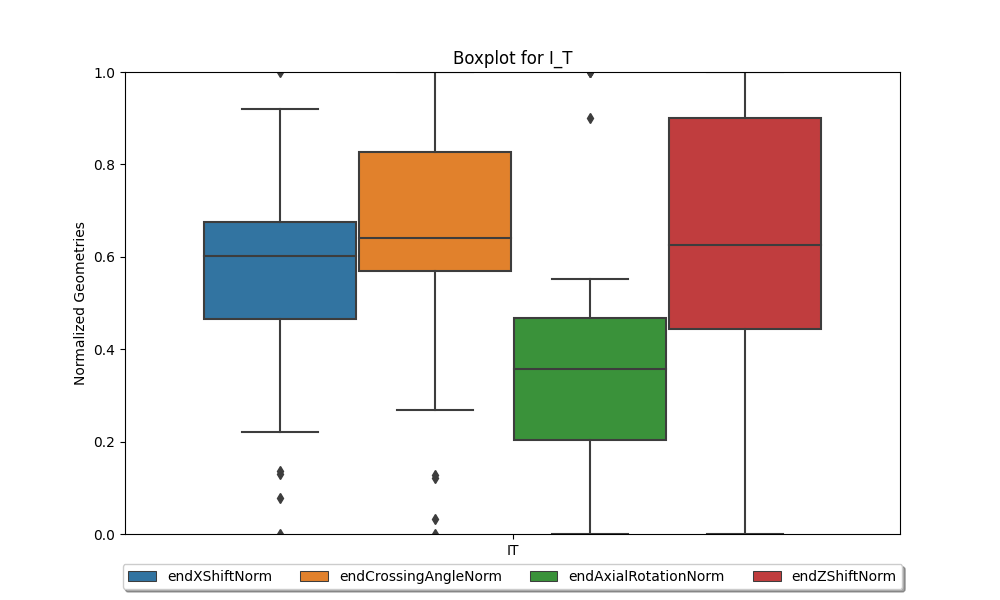 Boxplot for I_T
1.0
0.8
0.6
0.4
0.2
0.0
Normalized Geometries
IT
endXShiftNorm endCrossingAngleNorm endAxialRotationNorm endZShiftNorm